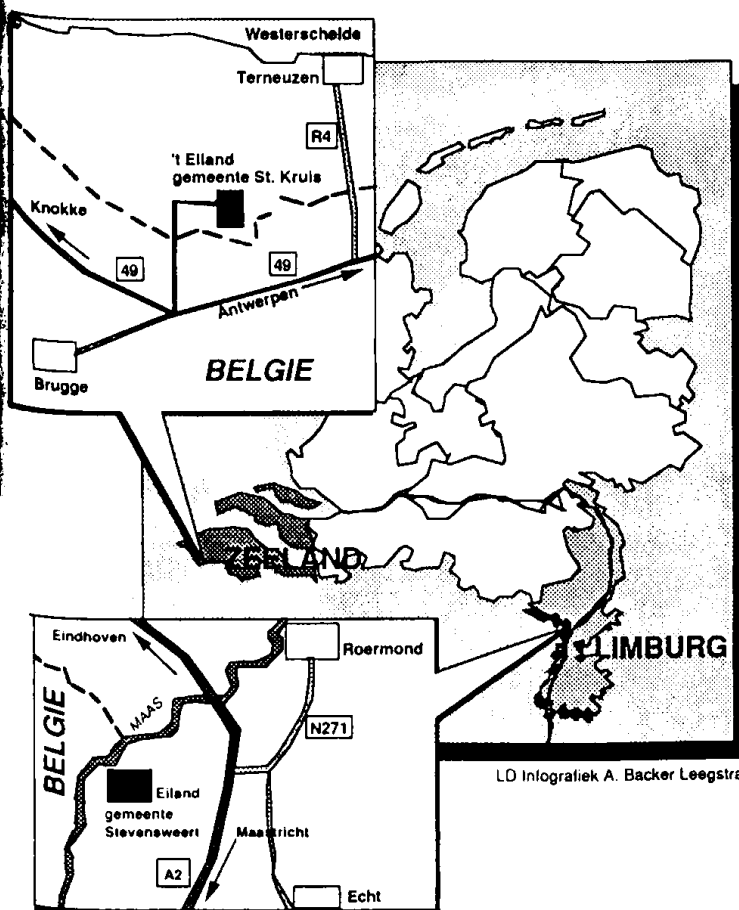 Westerschelde
Terneuzen
R4
't Eiland
gemeente St. Kruis
Knokke
49
49
Antwerpen
Brugge
BELGIE
ZEELAND
LIMBURG
Eindhoven
Roermond
MAAS
N271
BELGIE
Eiland
gemeente
Stevensweert
Maastricht
A2
Echt
LD Infografiek A. Backer Leegstra